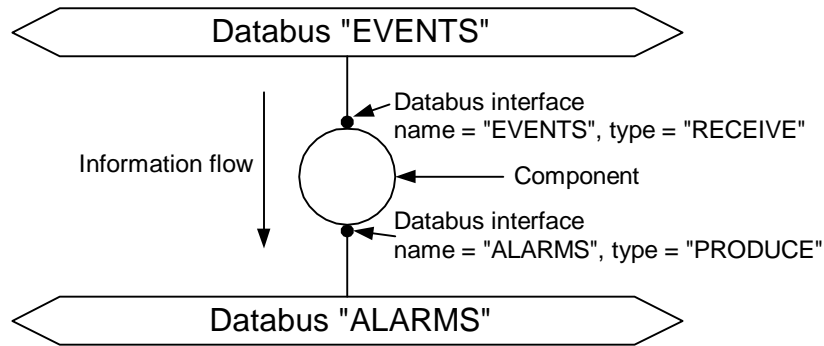 Databus "EVENTS"
Databus interface
name = "EVENTS", type = "RECEIVE"
Information flow
Component
Databus interface
name = "ALARMS", type = "PRODUCE"
Databus "ALARMS"